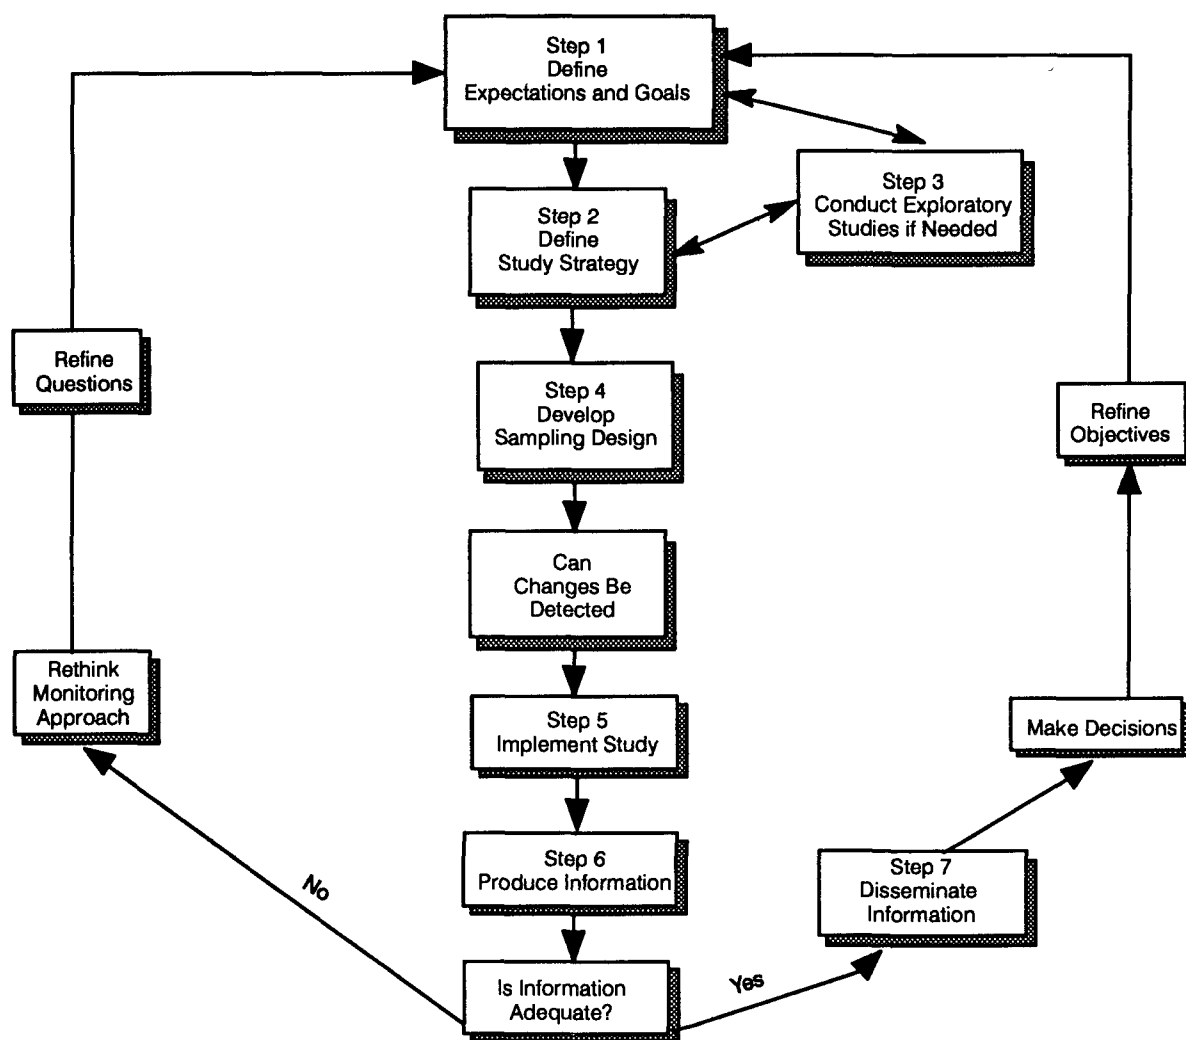 Step 1
Define
Expectations and Goals
Step 3
Conduct Exploratory
Studies if Needed
Step 2
Define
Study Strategy
Refine
Questions
Step 4
Develop
Sampling Design
Refine
Objectives
Can
Changes Be
Detected
Rethink
Monitoring
Approach
Step 5
Implement Study
Make Decisions
Step 6
Produce Information
No
Step 7
Disseminate
Information
Is Information
Adequate?
Yes